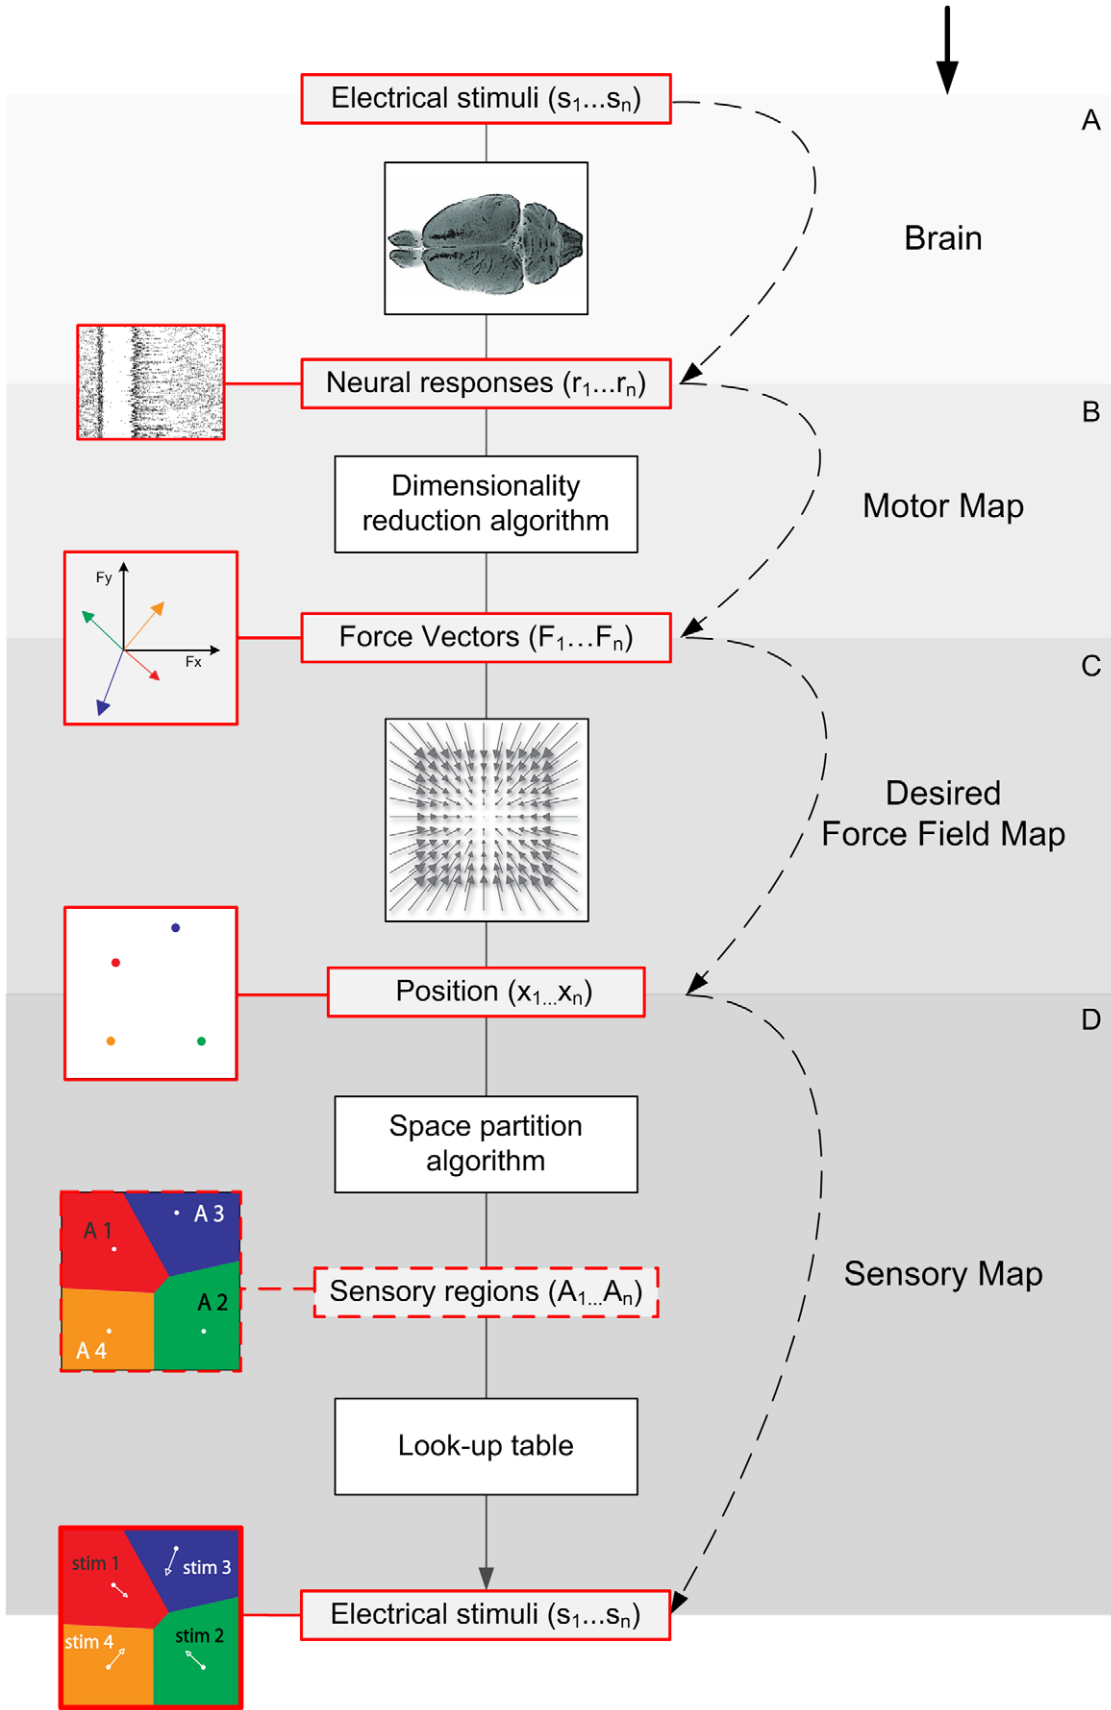 Electrical stimuli (s1...sn)
A
Brain
Neural responses (r1...rn)
B
Dimensionality
reduction algorithm
Motor Map
Fy
Fx
Force Vectors (F1...Fn)
C
Desired
Force Field Map
Position (x1...xn)
D
Space partition
algorithm
A 1
A 3
A 2
A 4
Sensory regions (A1...An)
Sensory Map
Look-up table
stim 1
stim 3
stim 4
stim 2
Electrical stimuli (s1...sn)